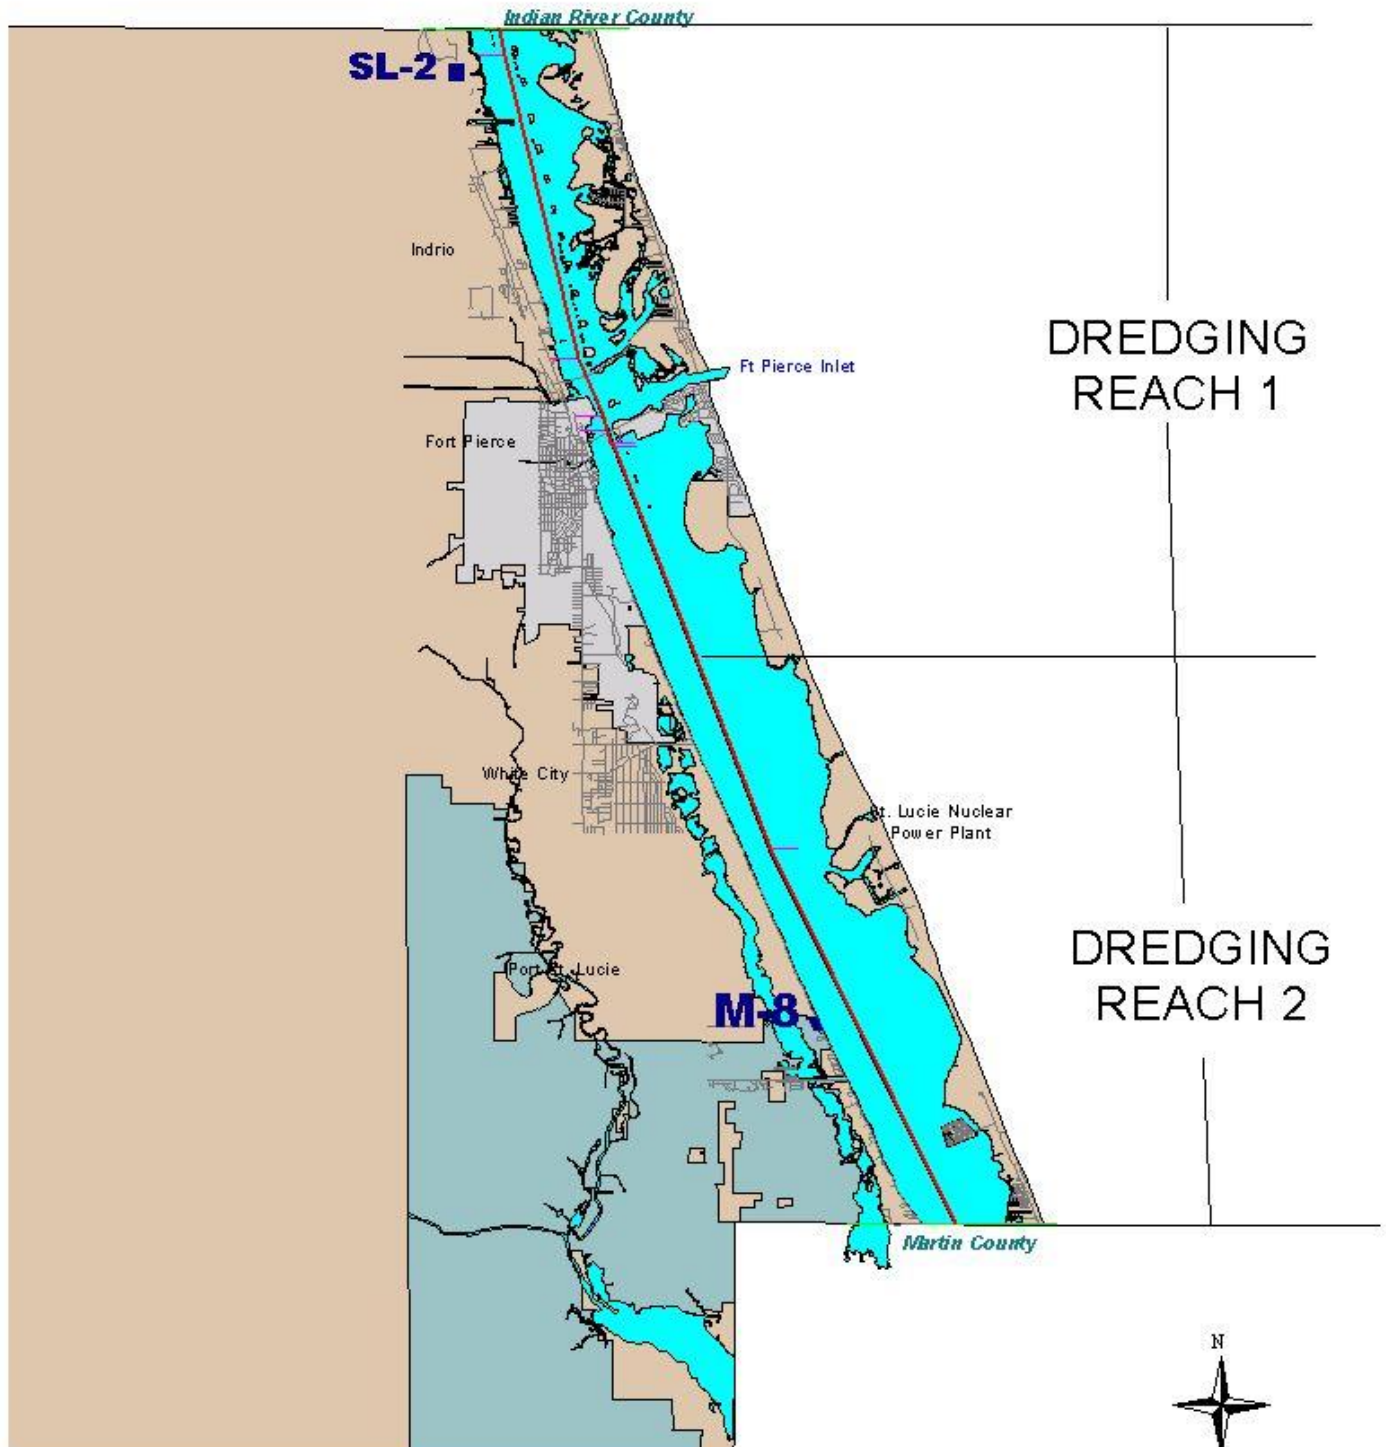 Indian River County
SL-2
Indrio
DREDGING
REACH 1
Ft Pierce Inlet
Fort Pierce
White City
St. Lucie Nuclear
Power Plant
DREDGING
REACH 2
Port St. Lucie
M-8
Martin County
N